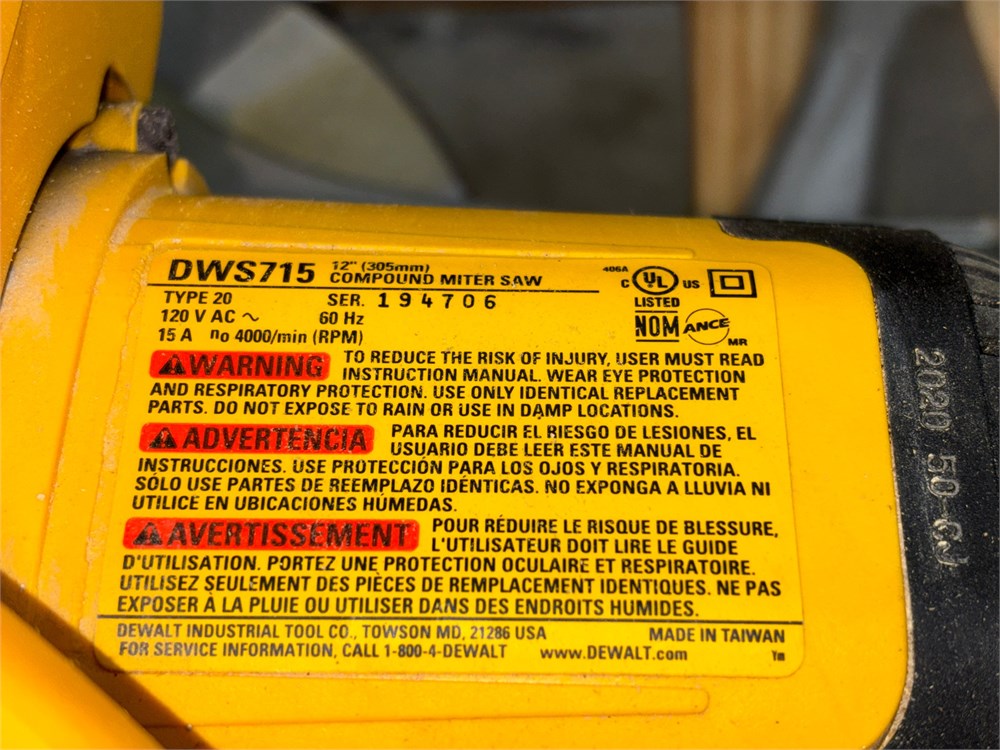 DWS715 12" (305mm)
COMPOUND MITER SAW
TYPE 20 SER. 194706
120 V AC ~ 60 Hz
15 A no 4000/min (RPM)
406A
C UL US
LISTED
NOM ANCE
MR
⚠WARNING TO REDUCE THE RISK OF INJURY, USER MUST READ
INSTRUCTION MANUAL. WEAR EYE PROTECTION
AND RESPIRATORY PROTECTION. USE ONLY IDENTICAL REPLACEMENT
PARTS. DO NOT EXPOSE TO RAIN OR USE IN DAMP LOCATIONS.
⚠ADVERTENCIA PARA REDUCIR EL RIESGO DE LESIONES, EL
USUARIO DEBE LEER ESTE MANUAL DE
INSTRUCCIONES. USE PROTECCIÓN PARA LOS OJOS Y RESPIRATORIA.
SÓLO USE PARTES DE REEMPLAZO IDÉNTICAS. NO EXPONGA A LLUVIA NI
UTILICE EN UBICACIONES HÚMEDAS.
⚠AVERTISSEMENT POUR RÉDUIRE LE RISQUE DE BLESSURE,
L'UTILISATEUR DOIT LIRE LE GUIDE
D'UTILISATION. PORTEZ UNE PROTECTION OCULAIRE ET RESPIRATOIRE.
UTILISEZ SEULEMENT DES PIÈCES DE REMPLACEMENT IDENTIQUES. NE PAS
EXPOSER À LA PLUIE OU UTILISER DANS DES ENDROITS HUMIDES.
DEWALT INDUSTRIAL TOOL CO., TOWSON MD, 21286 USA MADE IN TAIWAN
FOR SERVICE INFORMATION, CALL 1-800-4-DEWALT www.DEWALT.com
2020 50-CJ